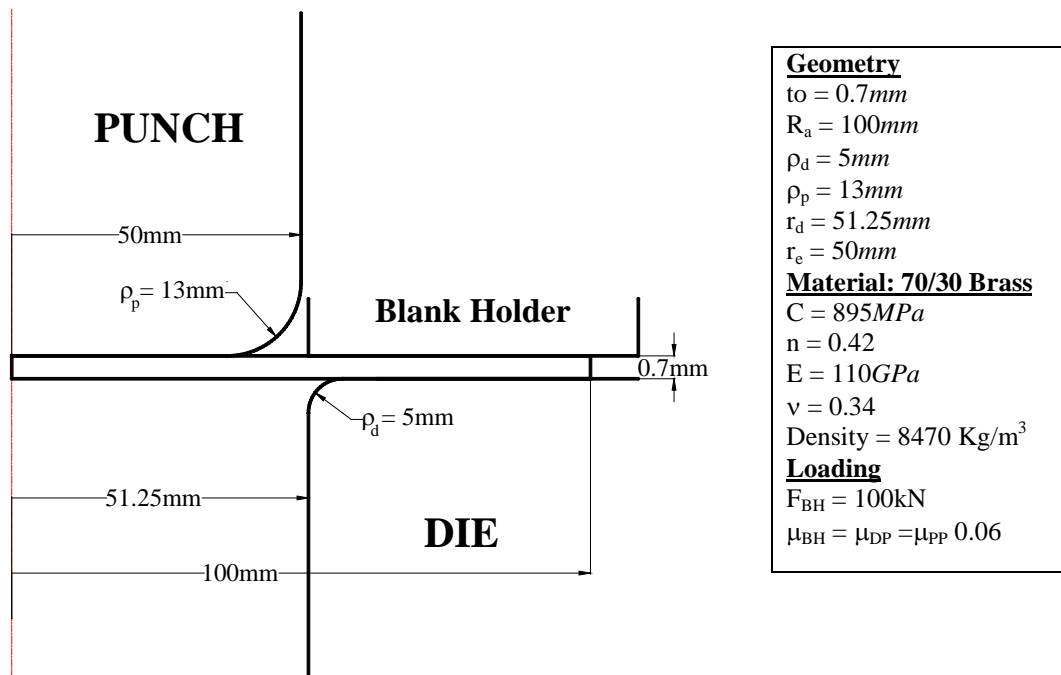 PUNCH
50mm
ρp= 13mm
Blank Holder
0.7mm
ρd= 5mm
51.25mm
DIE
100mm
Geometry
to = 0.7mm
Ra = 100mm
ρd = 5mm
ρp = 13mm
rd = 51.25mm
re = 50mm
Material: 70/30 Brass
C = 895MPa
n = 0.42
E = 110GPa
ν = 0.34
Density = 8470 Kg/m³
Loading
FBH = 100kN
μBH = μDP =μPP 0.06